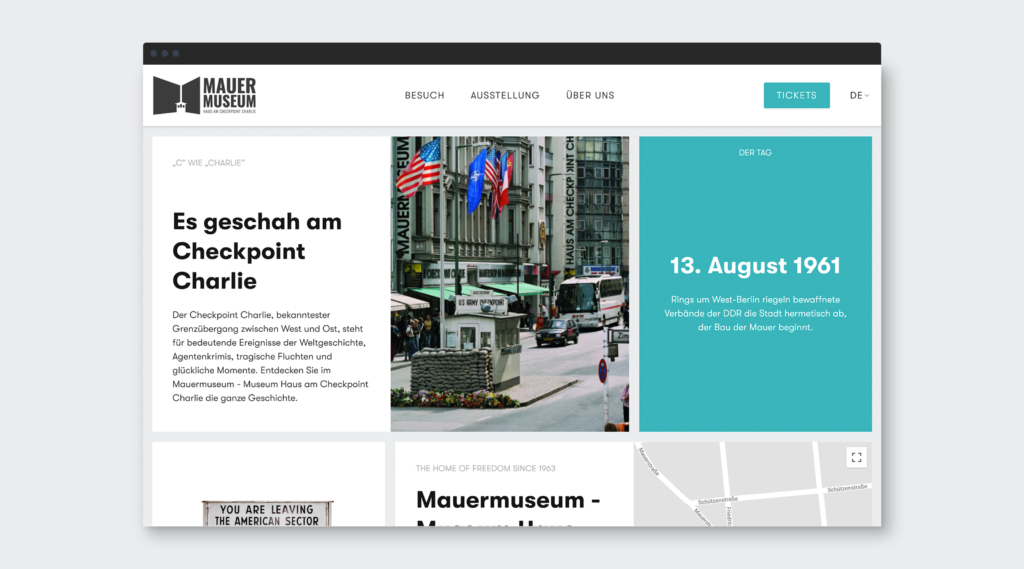 MAUER
MUSEUM
HAUS AM CHECKPOINT CHARLIE
BESUCH
AUSSTELLUNG
ÜBER UNS
TICKETS
DE
„C“ WIE „CHARLIE“
Es geschah am
Checkpoint
Charlie
Der Checkpoint Charlie, bekanntester
Grenzübergang zwischen West und Ost, steht
für bedeutende Ereignisse der Weltgeschichte,
Agentenkrimis, tragische Fluchten und
glückliche Momente. Entdecken Sie im
Mauermuseum - Museum Haus am Checkpoint
Charlie die ganze Geschichte.
MAUERMUSEUM
HAUS AM CHECKPOINT CH
US ARMY CHECKPOINT
DER TAG
13. August 1961
Rings um West-Berlin riegeln bewaffnete
Verbände der DDR die Stadt hermetisch ab,
der Bau der Mauer beginnt.
YOU ARE LEAVING
THE AMERICAN SECTOR
THE HOME OF FREEDOM SINCE 1963
Mauermuseum -
Museum Haus
Mauerstraße
Schützenstraße
Schützenstraße